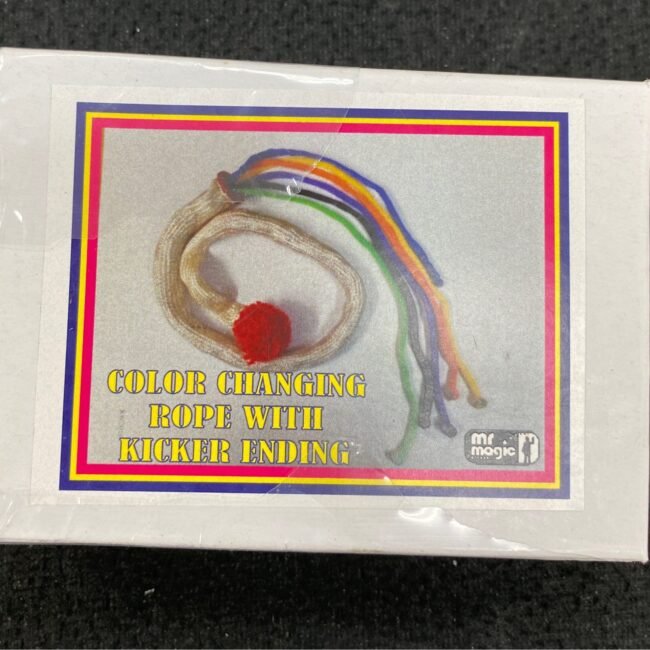 COLOR CHANGING
ROPE WITH
KICKER ENDING
mr
magic